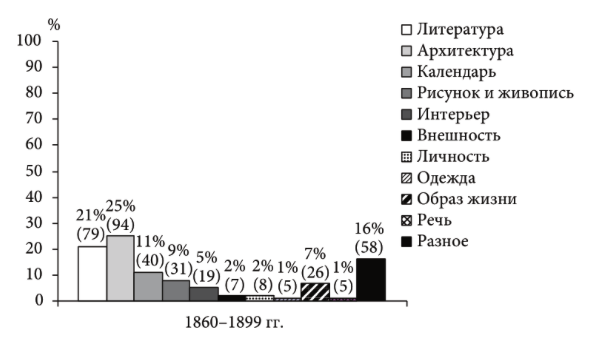 %
100
90
80
70
60
50
40
30
20
10
0
21%
(79)
25%
(94)
11%
(40)
9%
(31)
5%
(19)
2%
(7)
2%
(8)
1%
(5)
7%
(26)
1%
(5)
16%
(58)
1860–1899 гг.
Литература
Архитектура
Календарь
Рисунок и живопись
Интерьер
Внешность
Личность
Одежда
Образ жизни
Речь
Разное